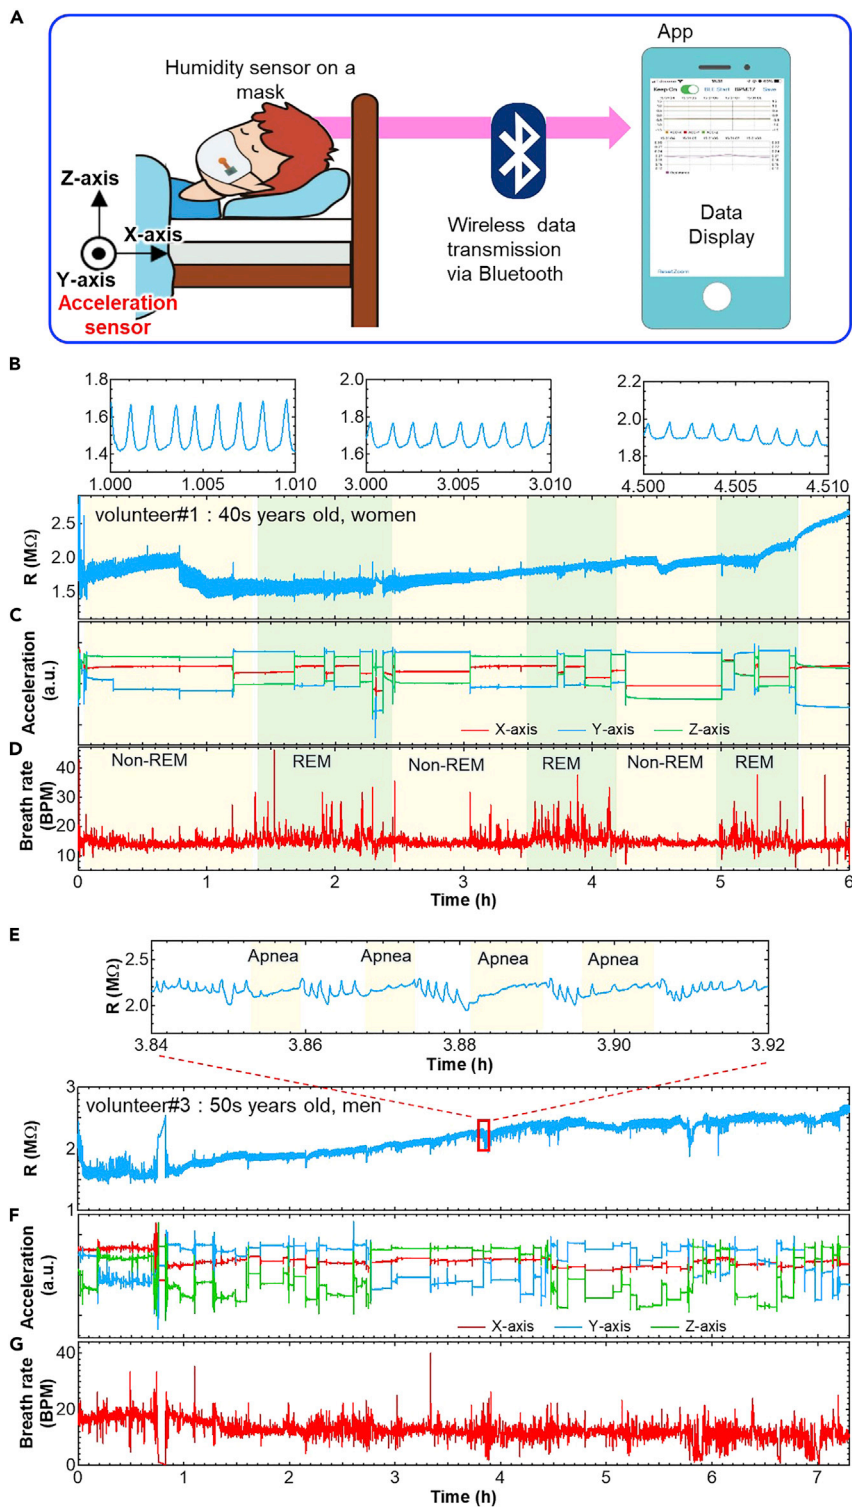 A
App
Humidity sensor on a
mask
Keep On
Save
Z-axis
X-axis
Y-axis
Acceleration
sensor
Wireless data
transmission
via Bluetooth
Data
Display
B
1.8
1.6
1.4
1.000 1.005 1.010
2.0
1.8
1.6
3.000 3.005 3.010
2.2
2.0
1.8
4.500 4.505 4.510
volunteer#1 : 40s years old, women
R (MΩ)
2.5
2.0
1.5
C
Acceleration
(a.u.)
X-axis Y-axis Z-axis
D
Non-REM REM Non-REM REM Non-REM REM
Breath rate
(BPM)
40
30
20
10
0 1 2 3 4 5 6
Time (h)
E
R (MΩ)
2.5
2.0
Apnea Apnea Apnea Apnea
3.84 3.86 3.88 3.90 3.92
Time (h)
volunteer#3 : 50s years old, men
R (MΩ)
3
2
1
F
Acceleration
(a.u.)
X-axis Y-axis Z-axis
G
Breath rate
(BPM)
40
20
0
0 1 2 3 4 5 6 7
Time (h)